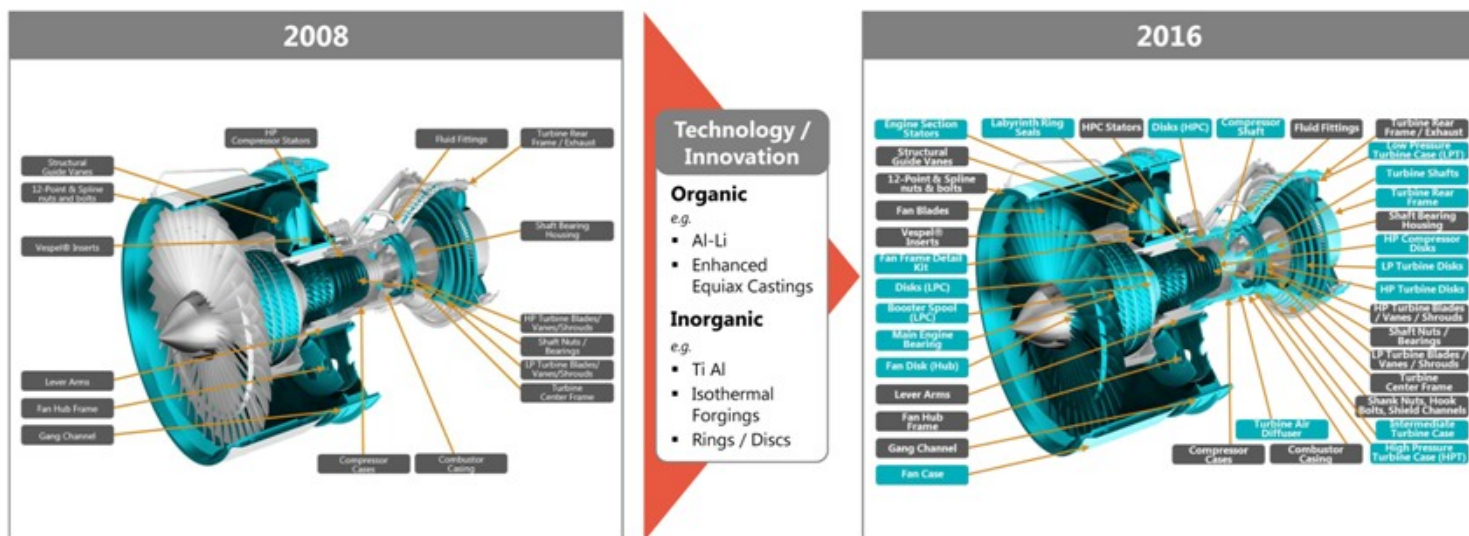 2008
HP
Compressor Stators
Fluid Fittings
Turbine Rear
Frame / Exhaust
Structural
Guide Vanes
12-Point & Spline
nuts and bolts
Vespel® Inserts
Shaft Bearing
Housing
HP Turbine Blades/
Vanes/Shrouds
Shaft Nuts /
Bearings
LP Turbine Blades/
Vanes/Shrouds
Turbine
Center Frame
Lever Arms
Fan Hub Frame
Gang Channel
Compressor
Cases
Combustor
Casing
Technology /
Innovation
Organic
e.g.
▪ Al-Li
▪ Enhanced
Equiax Castings
Inorganic
e.g.
▪ Ti Al
▪ Isothermal
Forgings
▪ Rings / Discs
2016
Engine Section
Stators
Labyrinth Ring
Seals
HPC Stators
Disks (HPC)
Compressor
Shaft
Fluid Fittings
Turbine Rear
Frame / Exhaust
Structural
Guide Vanes
12-Point & Spline
nuts & bolts
Fan Blades
Vespel®
Inserts
Fan Frame Detail
Kit
Disks (LPC)
Booster Spool
(LPC)
Main Engine
Bearing
Fan Disk (Hub)
Lever Arms
Fan Hub
Frame
Gang Channel
Fan Case
Low Pressure
Turbine Case (LPT)
Turbine Shafts
Turbine Rear
Frame
Shaft Bearing
Housing
HP Compressor
Disks
LP Turbine Disks
HP Turbine Disks
HP Turbine Blades
/ Vanes / Shrouds
Shaft Nuts /
Bearings
LP Turbine Blades /
Vanes / Shrouds
Turbine
Center Frame
Shank Nuts, Hook
Bolts, Shield Channels
Intermediate
Turbine Case
High Pressure
Turbine Case (HPT)
Turbine Air
Diffuser
Compressor
Cases
Combustor
Casing